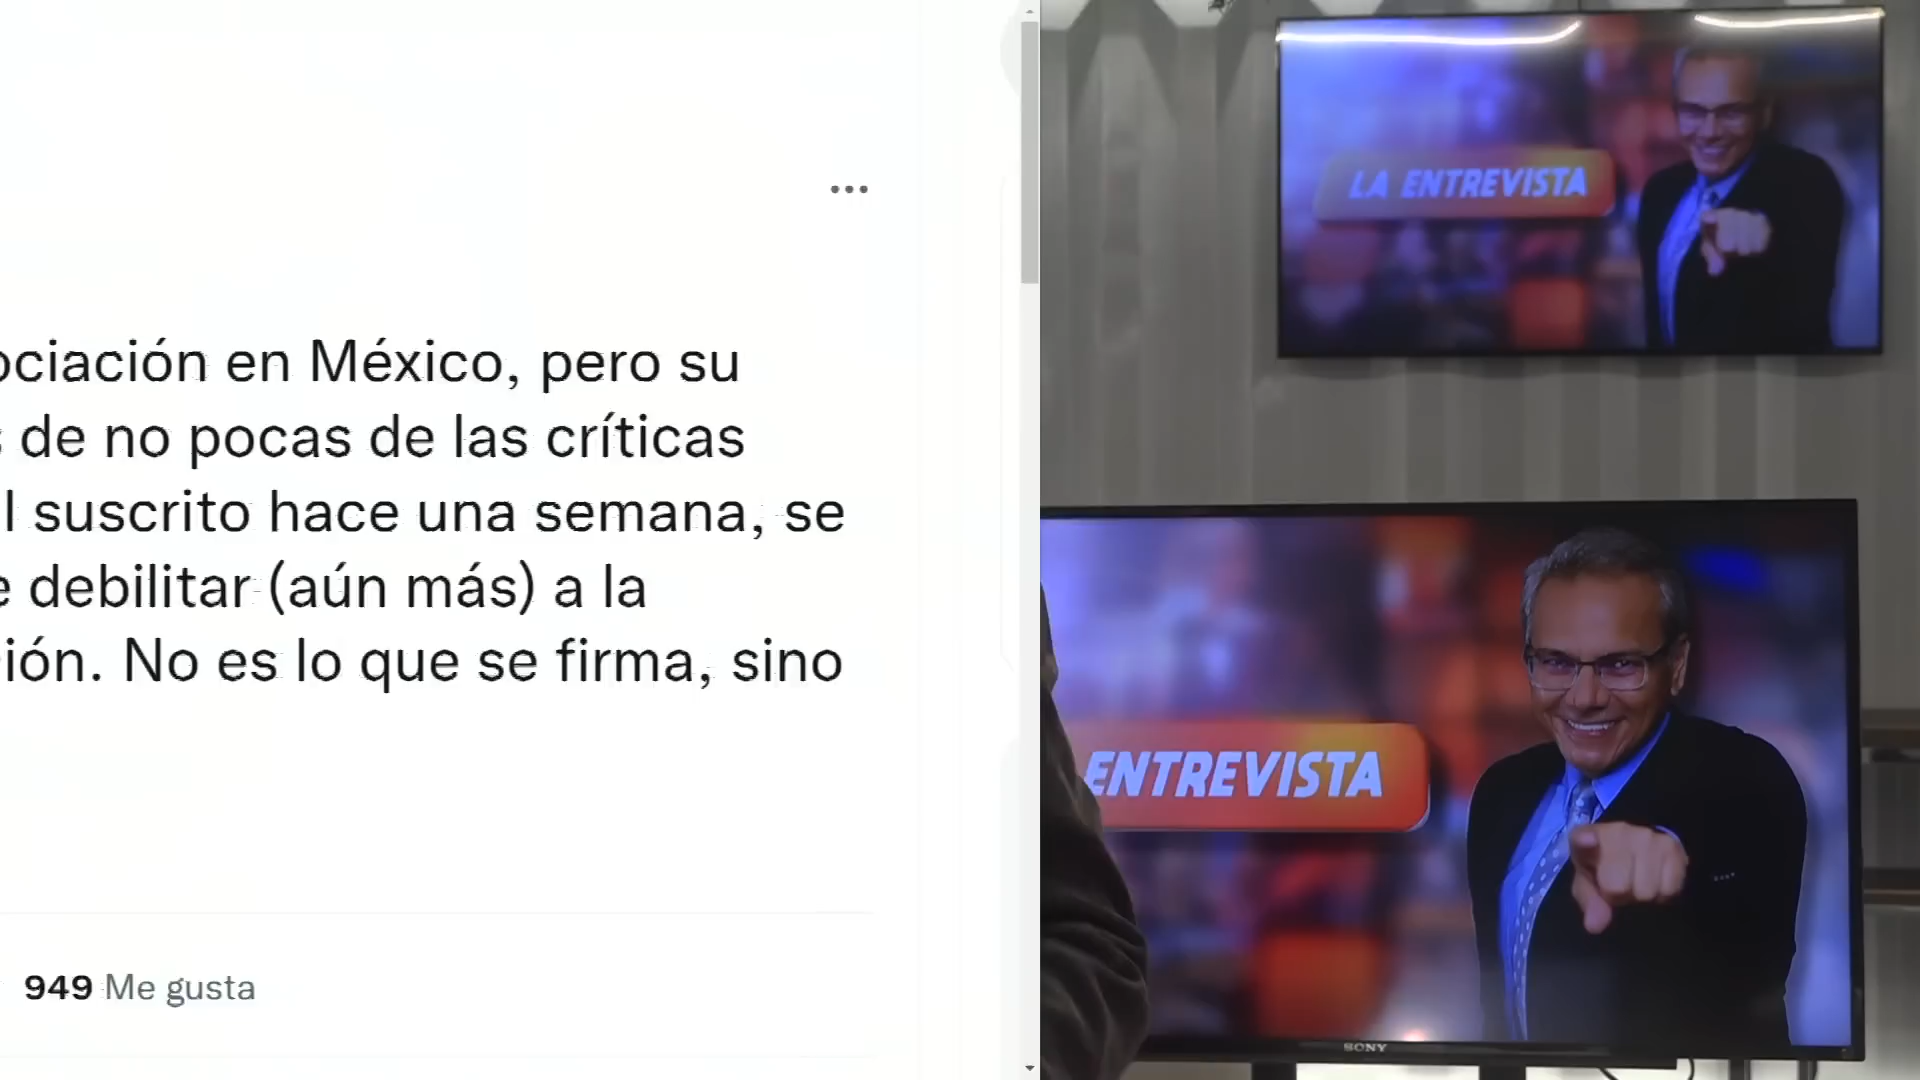 ociación en México, pero su
de no pocas de las críticas
l suscrito hace una semana, se
e debilitar (aún más) a la
ión. No es lo que se firma, sino
949 Me gusta
LA ENTREVISTA
ENTREVISTA
SONY